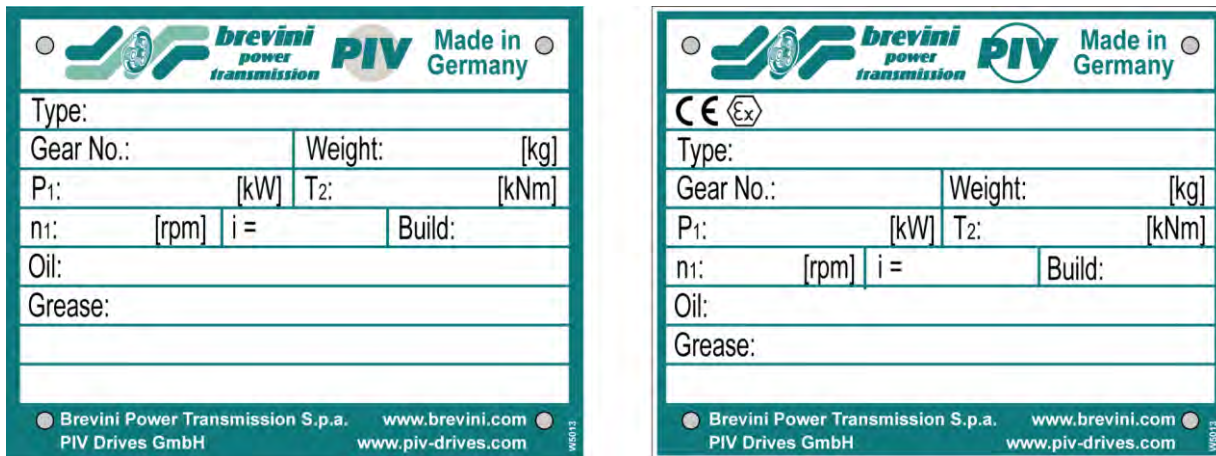 brevini
power
transmission
PIV
Made in
Germany
Type:
Gear No.: Weight: [kg]
P1: [kW] T2: [kNm]
n1: [rpm] i = Build:
Oil:
Grease:
Brevini Power Transmission S.p.a. www.brevini.com
PIV Drives GmbH www.piv-drives.com
W5013
brevini
power
transmission
PIV
Made in
Germany
CE Ex
Type:
Gear No.: Weight: [kg]
P1: [kW] T2: [kNm]
n1: [rpm] i = Build:
Oil:
Grease:
Brevini Power Transmission S.p.a. www.brevini.com
PIV Drives GmbH www.piv-drives.com
W5013